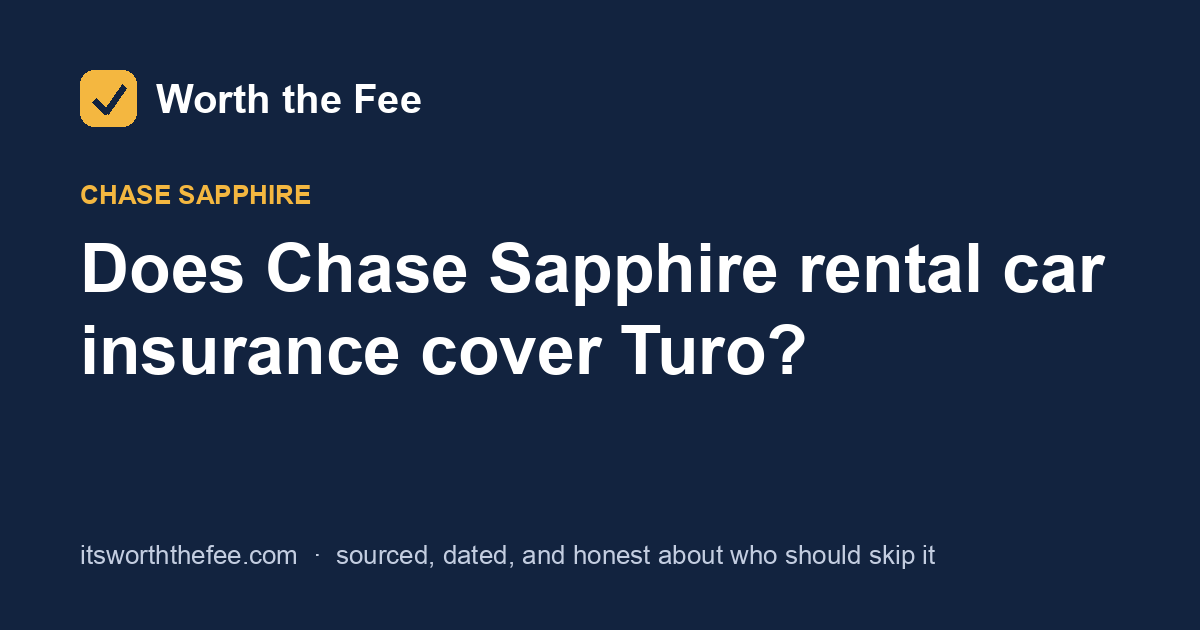 Worth the Fee
CHASE SAPPHIRE
Does Chase Sapphire rental car
insurance cover Turo?
itsworththefee.com · sourced, dated, and honest about who should skip it